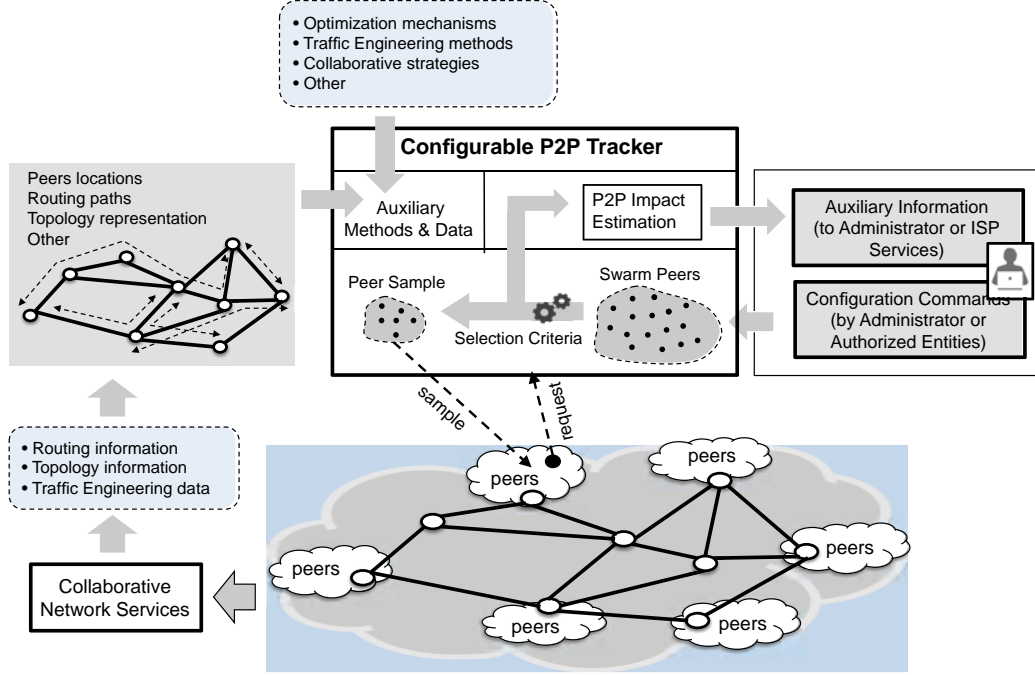 • Optimization mechanisms
• Traffic Engineering methods
• Collaborative strategies
• Other
Configurable P2P Tracker
Peers locations
Routing paths
Topology representation
Other
Auxiliary
Methods & Data
P2P Impact
Estimation
Auxiliary Information
(to Administrator or ISP
Services)
Peer Sample
Swarm Peers
Selection Criteria
Configuration Commands
(by Administrator or
Authorized Entities)
sample
request
• Routing information
• Topology information
• Traffic Engineering data
Collaborative
Network Services
peers
peers
peers
peers
peers
peers